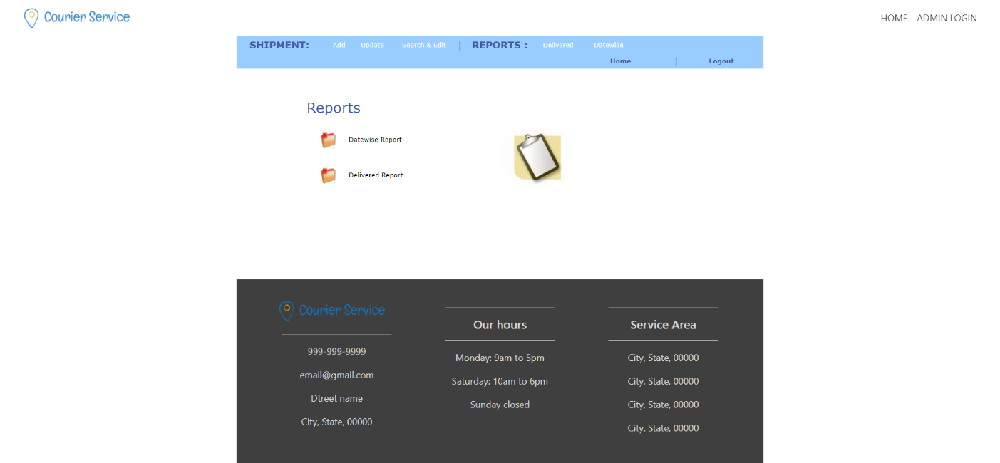 Courier Service
HOME ADMIN LOGIN
SHIPMENT: Add Update Search & Edit | REPORTS : Delivered Datewise
Home | Logout
Reports
Datewise Report
Delivered Report
Courier Service
999-999-9999
email@gmail.com
Dtreet name
City, State, 00000
Our hours
Monday: 9am to 5pm
Saturday: 10am to 6pm
Sunday closed
Service Area
City, State, 00000
City, State, 00000
City, State, 00000
City, State, 00000